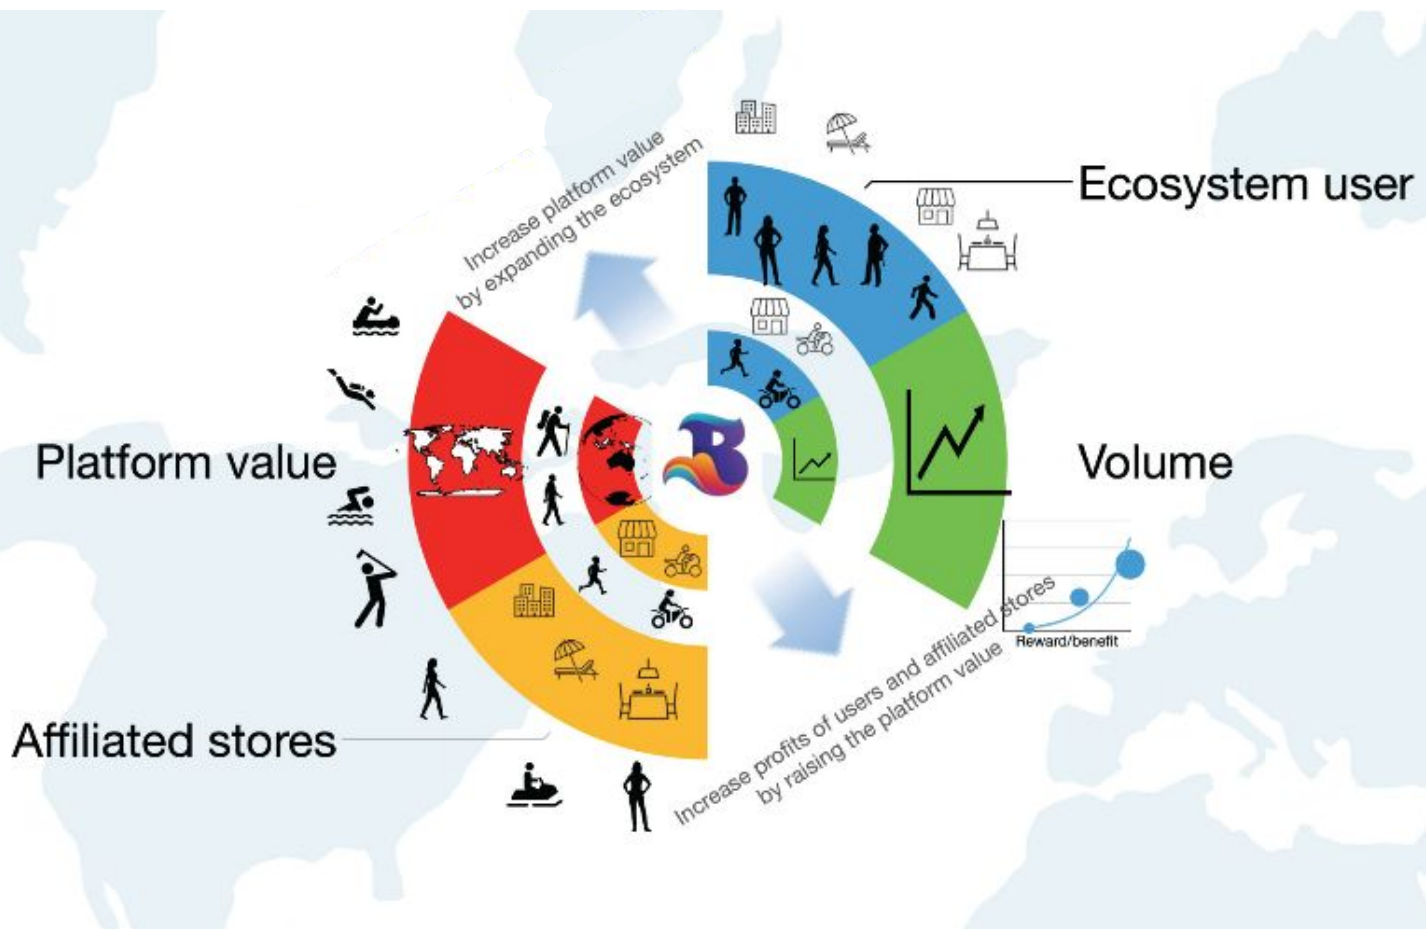 Increase platform value
by expanding the ecosystem
Ecosystem user
Platform value
B
Volume
Reward/benefit
Affiliated stores
Increase profits of users and affiliated stores
by raising the platform value